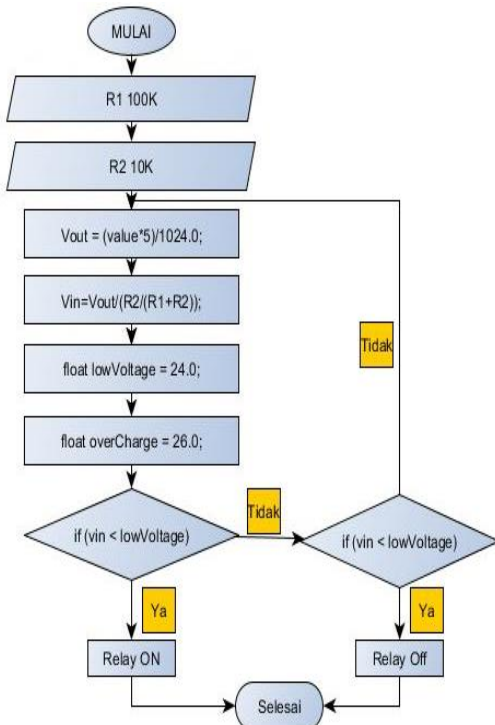 MULAI
R1 100K
R2 10K
Vout = (value*5)/1024.0;
Vin=Vout/(R2/(R1+R2));
float lowVoltage = 24.0;
float overCharge = 26.0;
if (vin < lowVoltage)
Tidak
if (vin < lowVoltage)
Tidak
Ya
Ya
Relay ON
Relay Off
Selesai